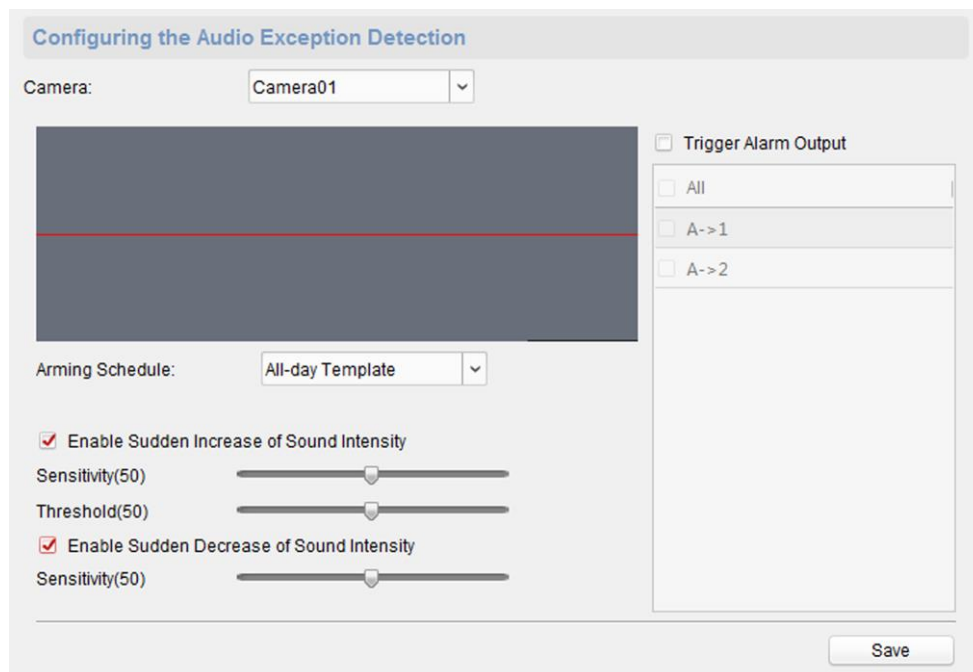 Configuring the Audio Exception Detection
Camera: Camera01
Trigger Alarm Output
All
A->1
A->2
Arming Schedule: All-day Template
Enable Sudden Increase of Sound Intensity
Sensitivity(50)
Threshold(50)
Enable Sudden Decrease of Sound Intensity
Sensitivity(50)
Save